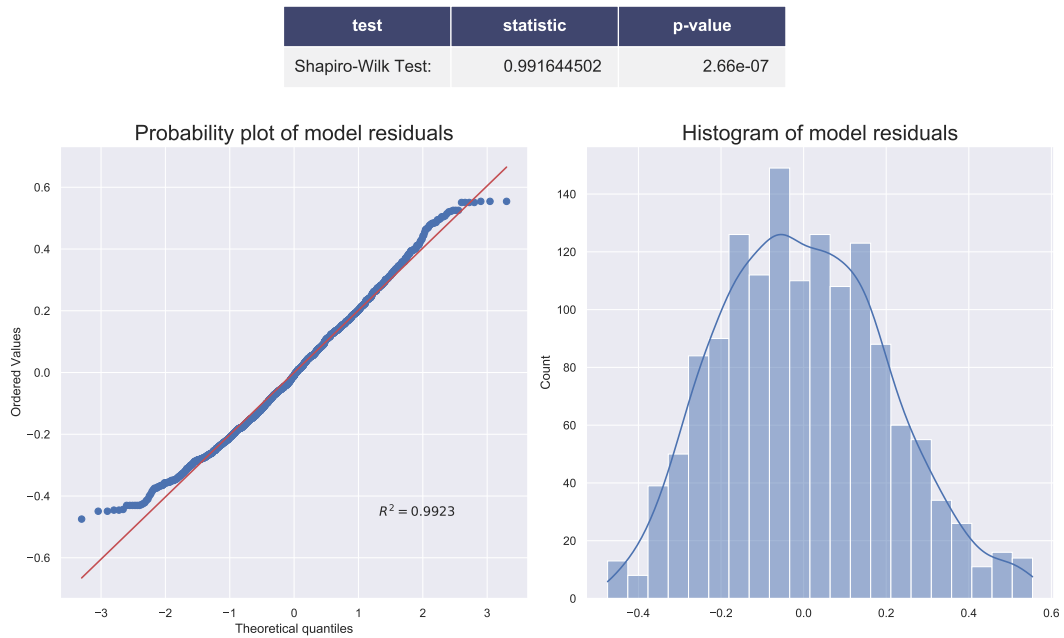 test statistic p-value
Shapiro-Wilk Test: 0.991644502 2.66e-07
Probability plot of model residuals
0.6
0.4
0.2
0.0
−0.2
−0.4
−0.6
Ordered Values
R² = 0.9923
−3 −2 −1 0 1 2 3
Theoretical quantiles
Histogram of model residuals
140
120
100
80
60
40
20
0
Count
−0.4 −0.2 0.0 0.2 0.4 0.6